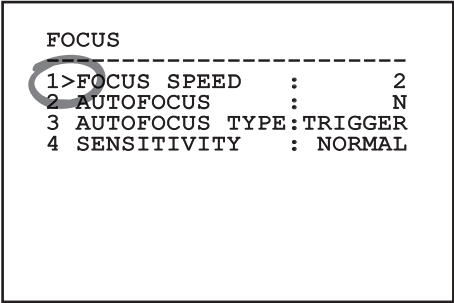 FOCUS
------------------------
1>FOCUS SPEED   :      2
2 AUTOFOCUS     :      N
3 AUTOFOCUS TYPE:TRIGGER
4 SENSITIVITY   : NORMAL